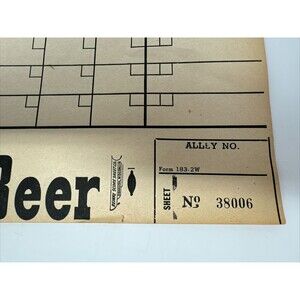 ALLEY NO.
Form 183-2W
Beer
SHEET
Nº 38006